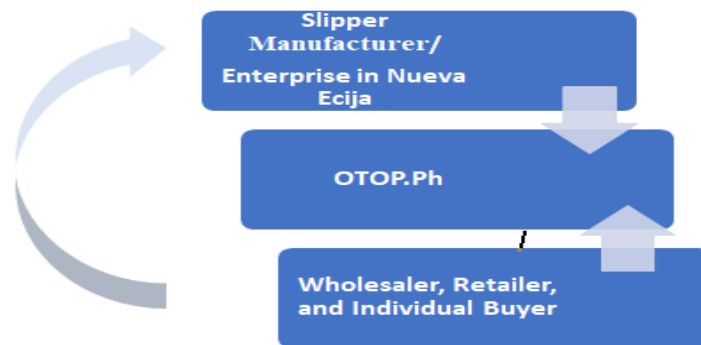 Slipper
Manufacturer/
Enterprise in Nueva
Ecija
OTOP.Ph
Wholesaler, Retailer,
and Individual Buyer